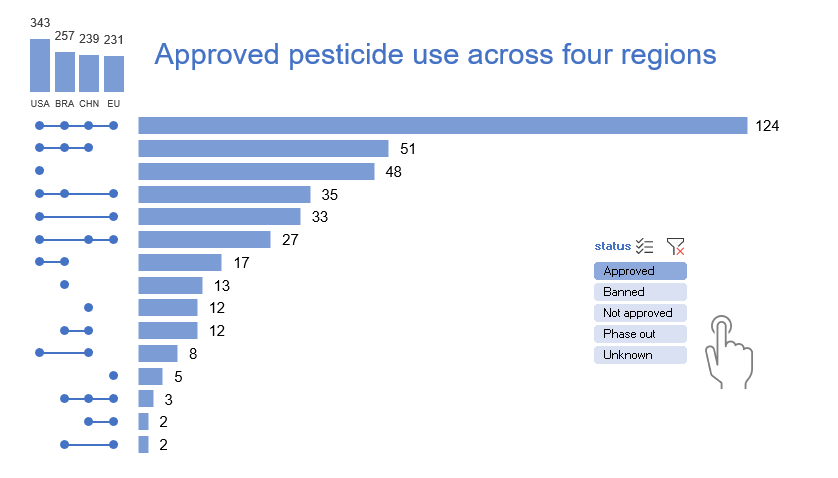 343
257 239 231
Approved pesticide use across four regions
USA BRA CHN EU
124
51
48
35
33
27
status
17
Approved
13
Banned
12
Not approved
12
Phase out
8
Unknown
5
3
2
2